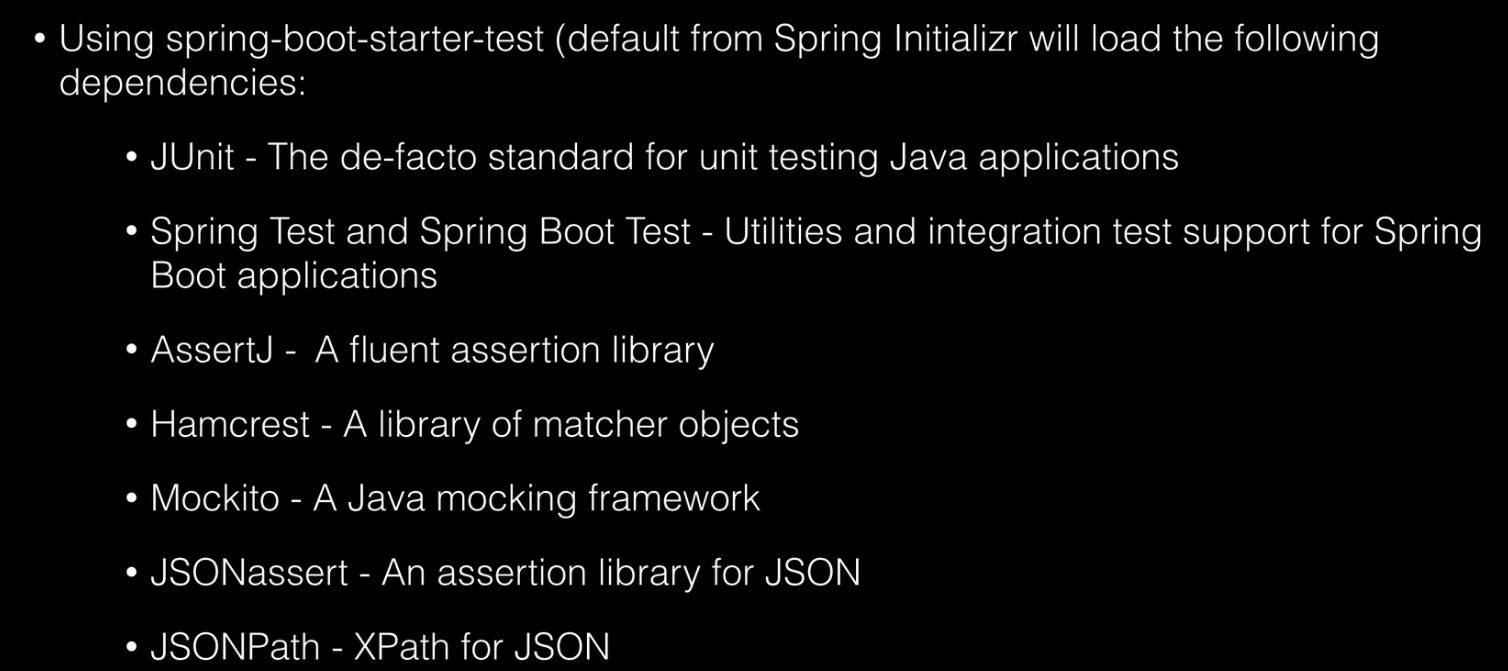 • Using spring-boot-starter-test (default from Spring Initializr will load the following
dependencies:
• JUnit - The de-facto standard for unit testing Java applications
• Spring Test and Spring Boot Test - Utilities and integration test support for Spring
Boot applications
• AssertJ - A fluent assertion library
• Hamcrest - A library of matcher objects
• Mockito - A Java mocking framework
• JSONassert - An assertion library for JSON
• JSONPath - XPath for JSON